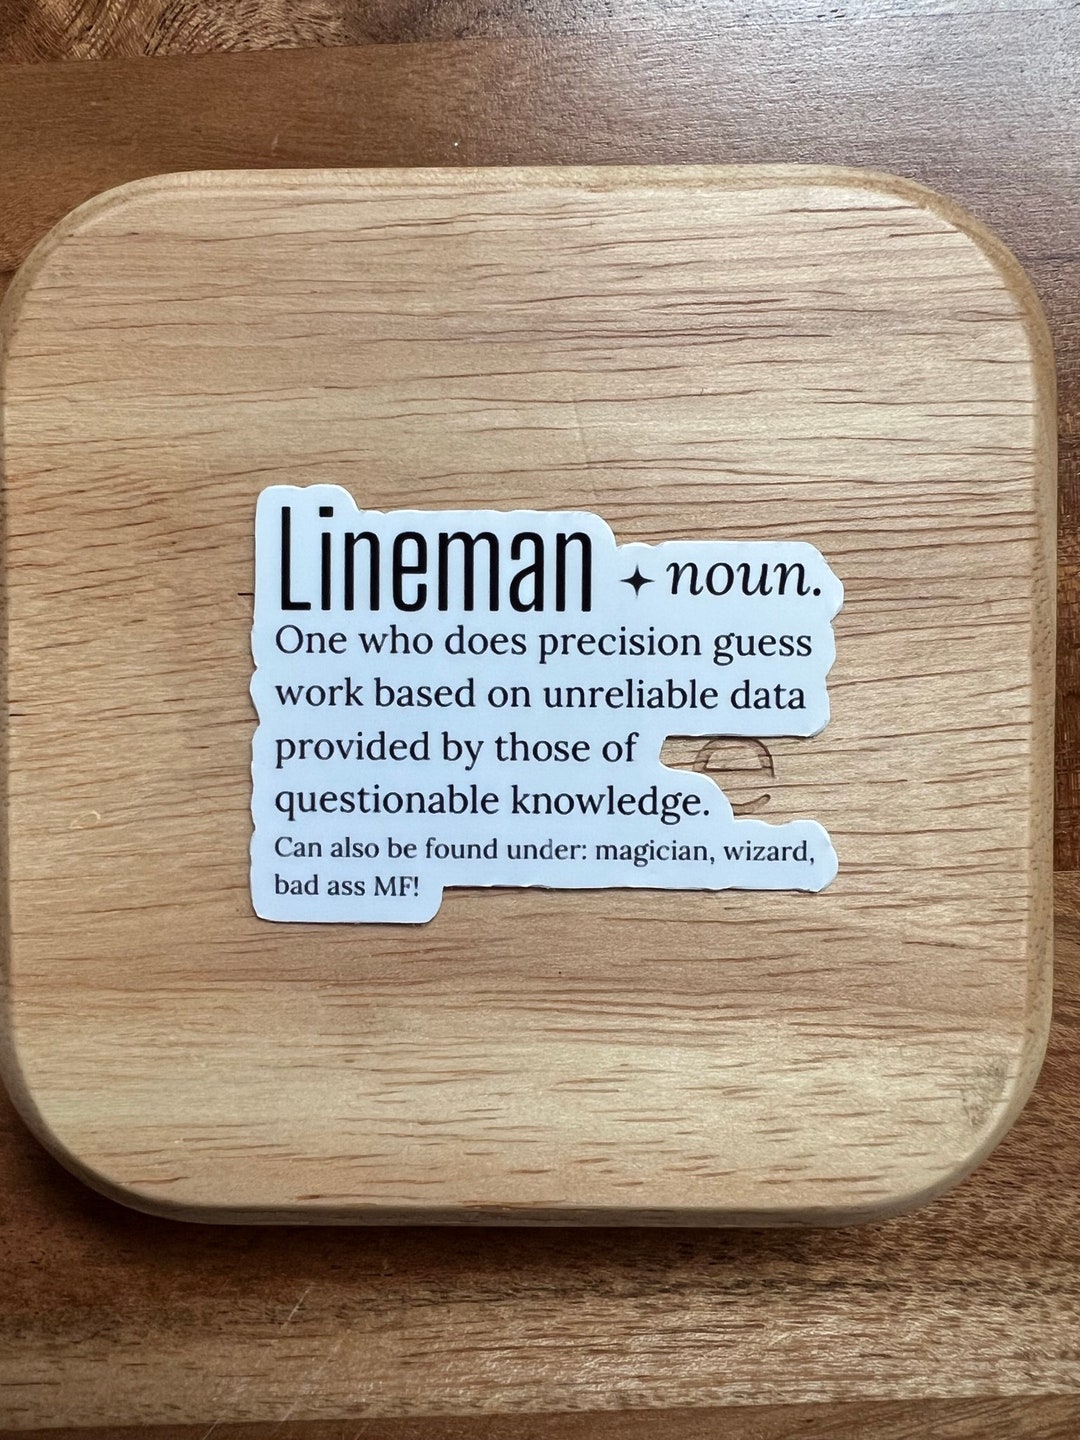 Lineman ✦ noun.
One who does precision guess
work based on unreliable data
provided by those of
questionable knowledge.
Can also be found under: magician, wizard,
bad ass MF!
e